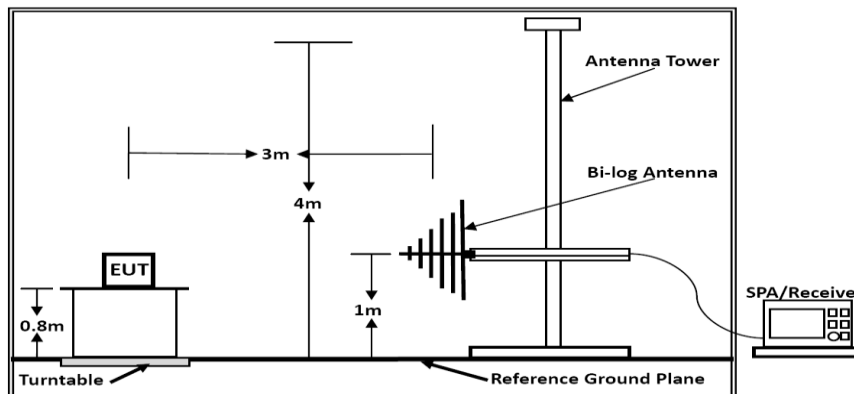 Antenna Tower
3m
Bi-log Antenna
4m
EUT
1m
0.8m
SPA/Receive
Turntable
Reference Ground Plane